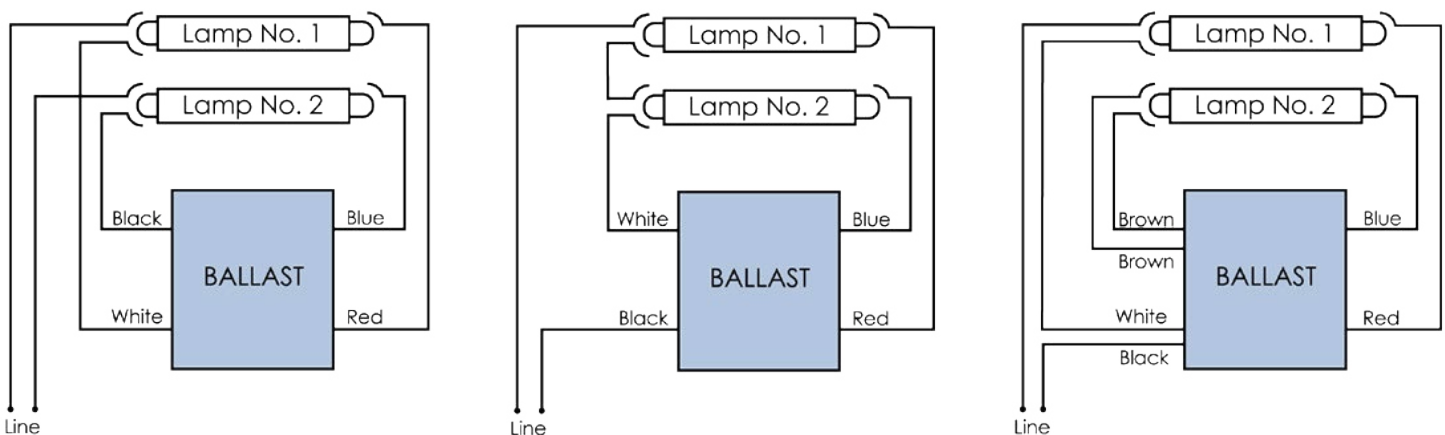 Lamp No. 1
Lamp No. 2
Black
Blue
BALLAST
White
Red
Line
Lamp No. 1
Lamp No. 2
White
Blue
BALLAST
Black
Red
Line
Lamp No. 1
Lamp No. 2
Brown
Blue
Brown
BALLAST
White
Red
Black
Line